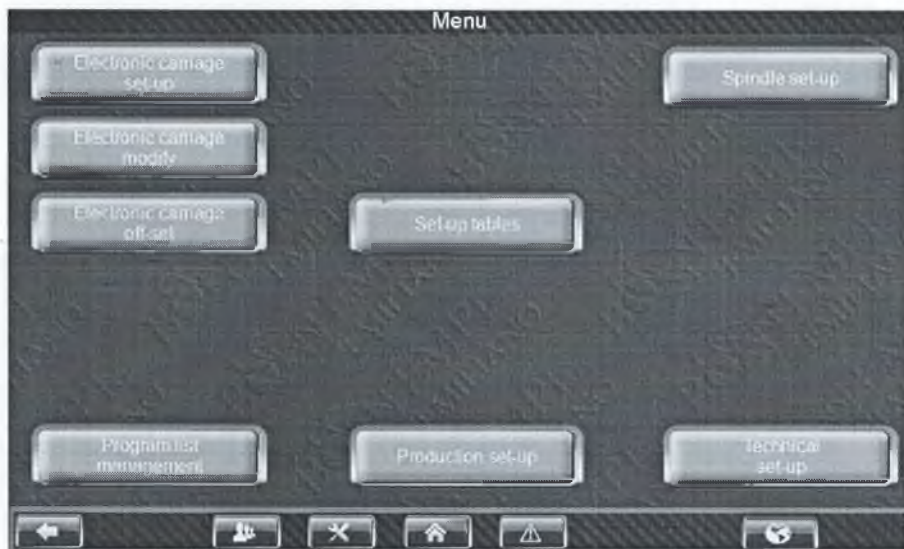 Menu
Electronic carriage
set-up
Spindle set-up
Electronic carriage
modify
Electronic carriage
off-set
Set-up tables
Program list
management
Production set-up
Technical
set-up